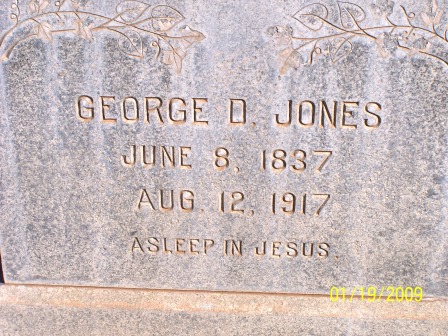 GEORGE D. JONES
JUNE 8, 1837
AUG. 12, 1917
ASLEEP IN JESUS.
01/19/2009